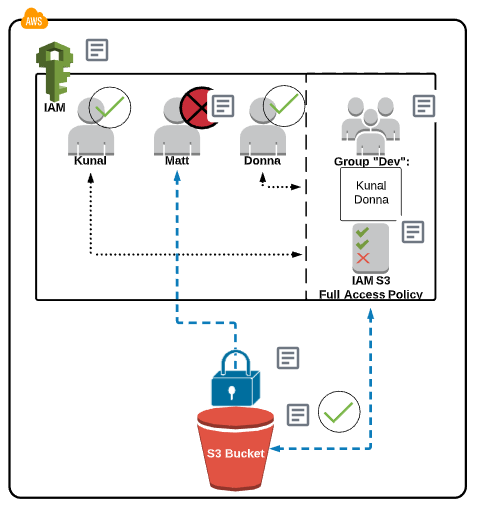 AWS
IAM
Kunal
Matt
Donna
Group "Dev":
Kunal
Donna
IAM S3
Full Access Policy
S3 Bucket